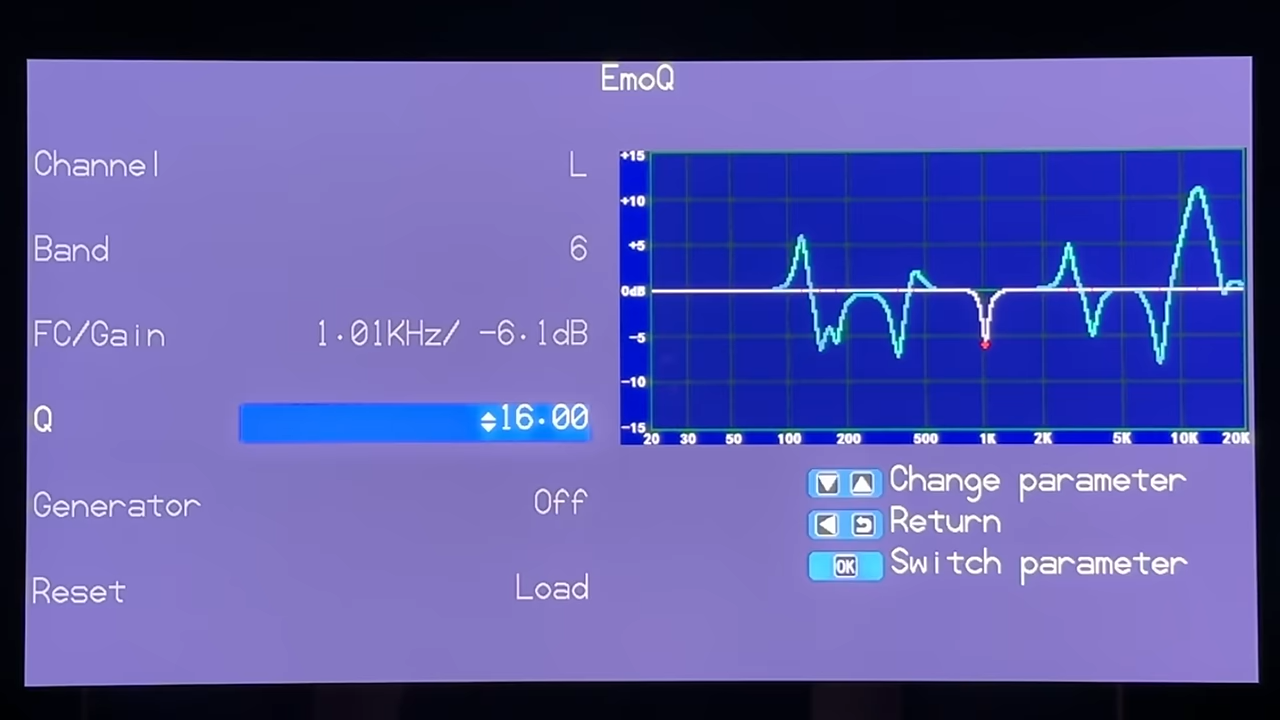 EmoQ
Channel L
Band 6
FC/Gain 1.01KHz/ -6.1dB
Q 16.00
Generator Off
Reset Load
+15
+10
+5
0dB
-5
-10
-15
20 30 50 100 200 500 1K 2K 5K 10K 20K
Change parameter
Return
OK Switch parameter